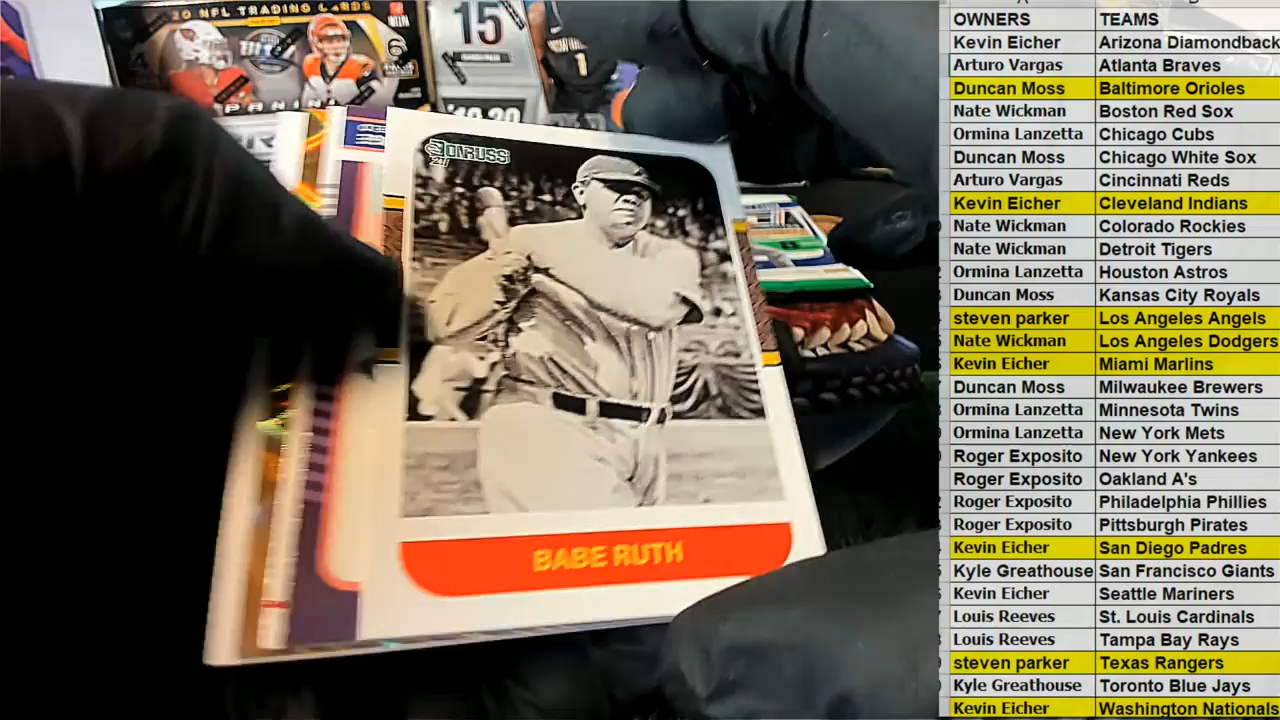 20 NFL TRADING CARDS
PANINI
15
19-20
1
DONRUSS
21
BABE RUTH
OWNERS TEAMS
Kevin Eicher Arizona Diamondback
Arturo Vargas Atlanta Braves
Duncan Moss Baltimore Orioles
Nate Wickman Boston Red Sox
Ormina Lanzetta Chicago Cubs
Duncan Moss Chicago White Sox
Arturo Vargas Cincinnati Reds
Kevin Eicher Cleveland Indians
Nate Wickman Colorado Rockies
Nate Wickman Detroit Tigers
Ormina Lanzetta Houston Astros
Duncan Moss Kansas City Royals
steven parker Los Angeles Angels
Nate Wickman Los Angeles Dodgers
Kevin Eicher Miami Marlins
Duncan Moss Milwaukee Brewers
Ormina Lanzetta Minnesota Twins
Ormina Lanzetta New York Mets
Roger Exposito New York Yankees
Roger Exposito Oakland A's
Roger Exposito Philadelphia Phillies
Roger Exposito Pittsburgh Pirates
Kevin Eicher San Diego Padres
Kyle Greathouse San Francisco Giants
Kevin Eicher Seattle Mariners
Louis Reeves St. Louis Cardinals
Louis Reeves Tampa Bay Rays
steven parker Texas Rangers
Kyle Greathouse Toronto Blue Jays
Kevin Eicher Washington Nationals